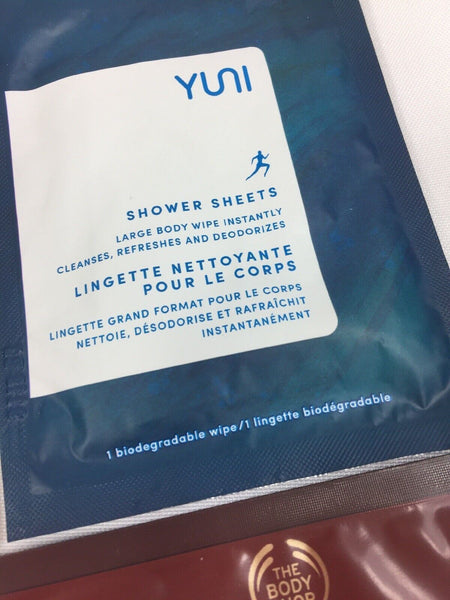 YUNI
SHOWER SHEETS
LARGE BODY WIPE INSTANTLY
CLEANSES, REFRESHES AND DEODORIZES
LINGETTE NETTOYANTE
POUR LE CORPS
LINGETTE GRAND FORMAT POUR LE CORPS
NETTOIE, DÉSODORISE ET RAFRAÎCHIT
INSTANTANÉMENT
1 biodegradable wipe/1 lingette biodégradable
THE
BODY
SHOP